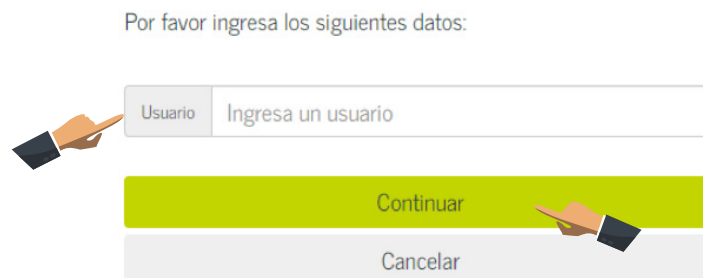 Por favor ingresa los siguientes datos:
Usuario Ingresa un usuario
Continuar
Cancelar